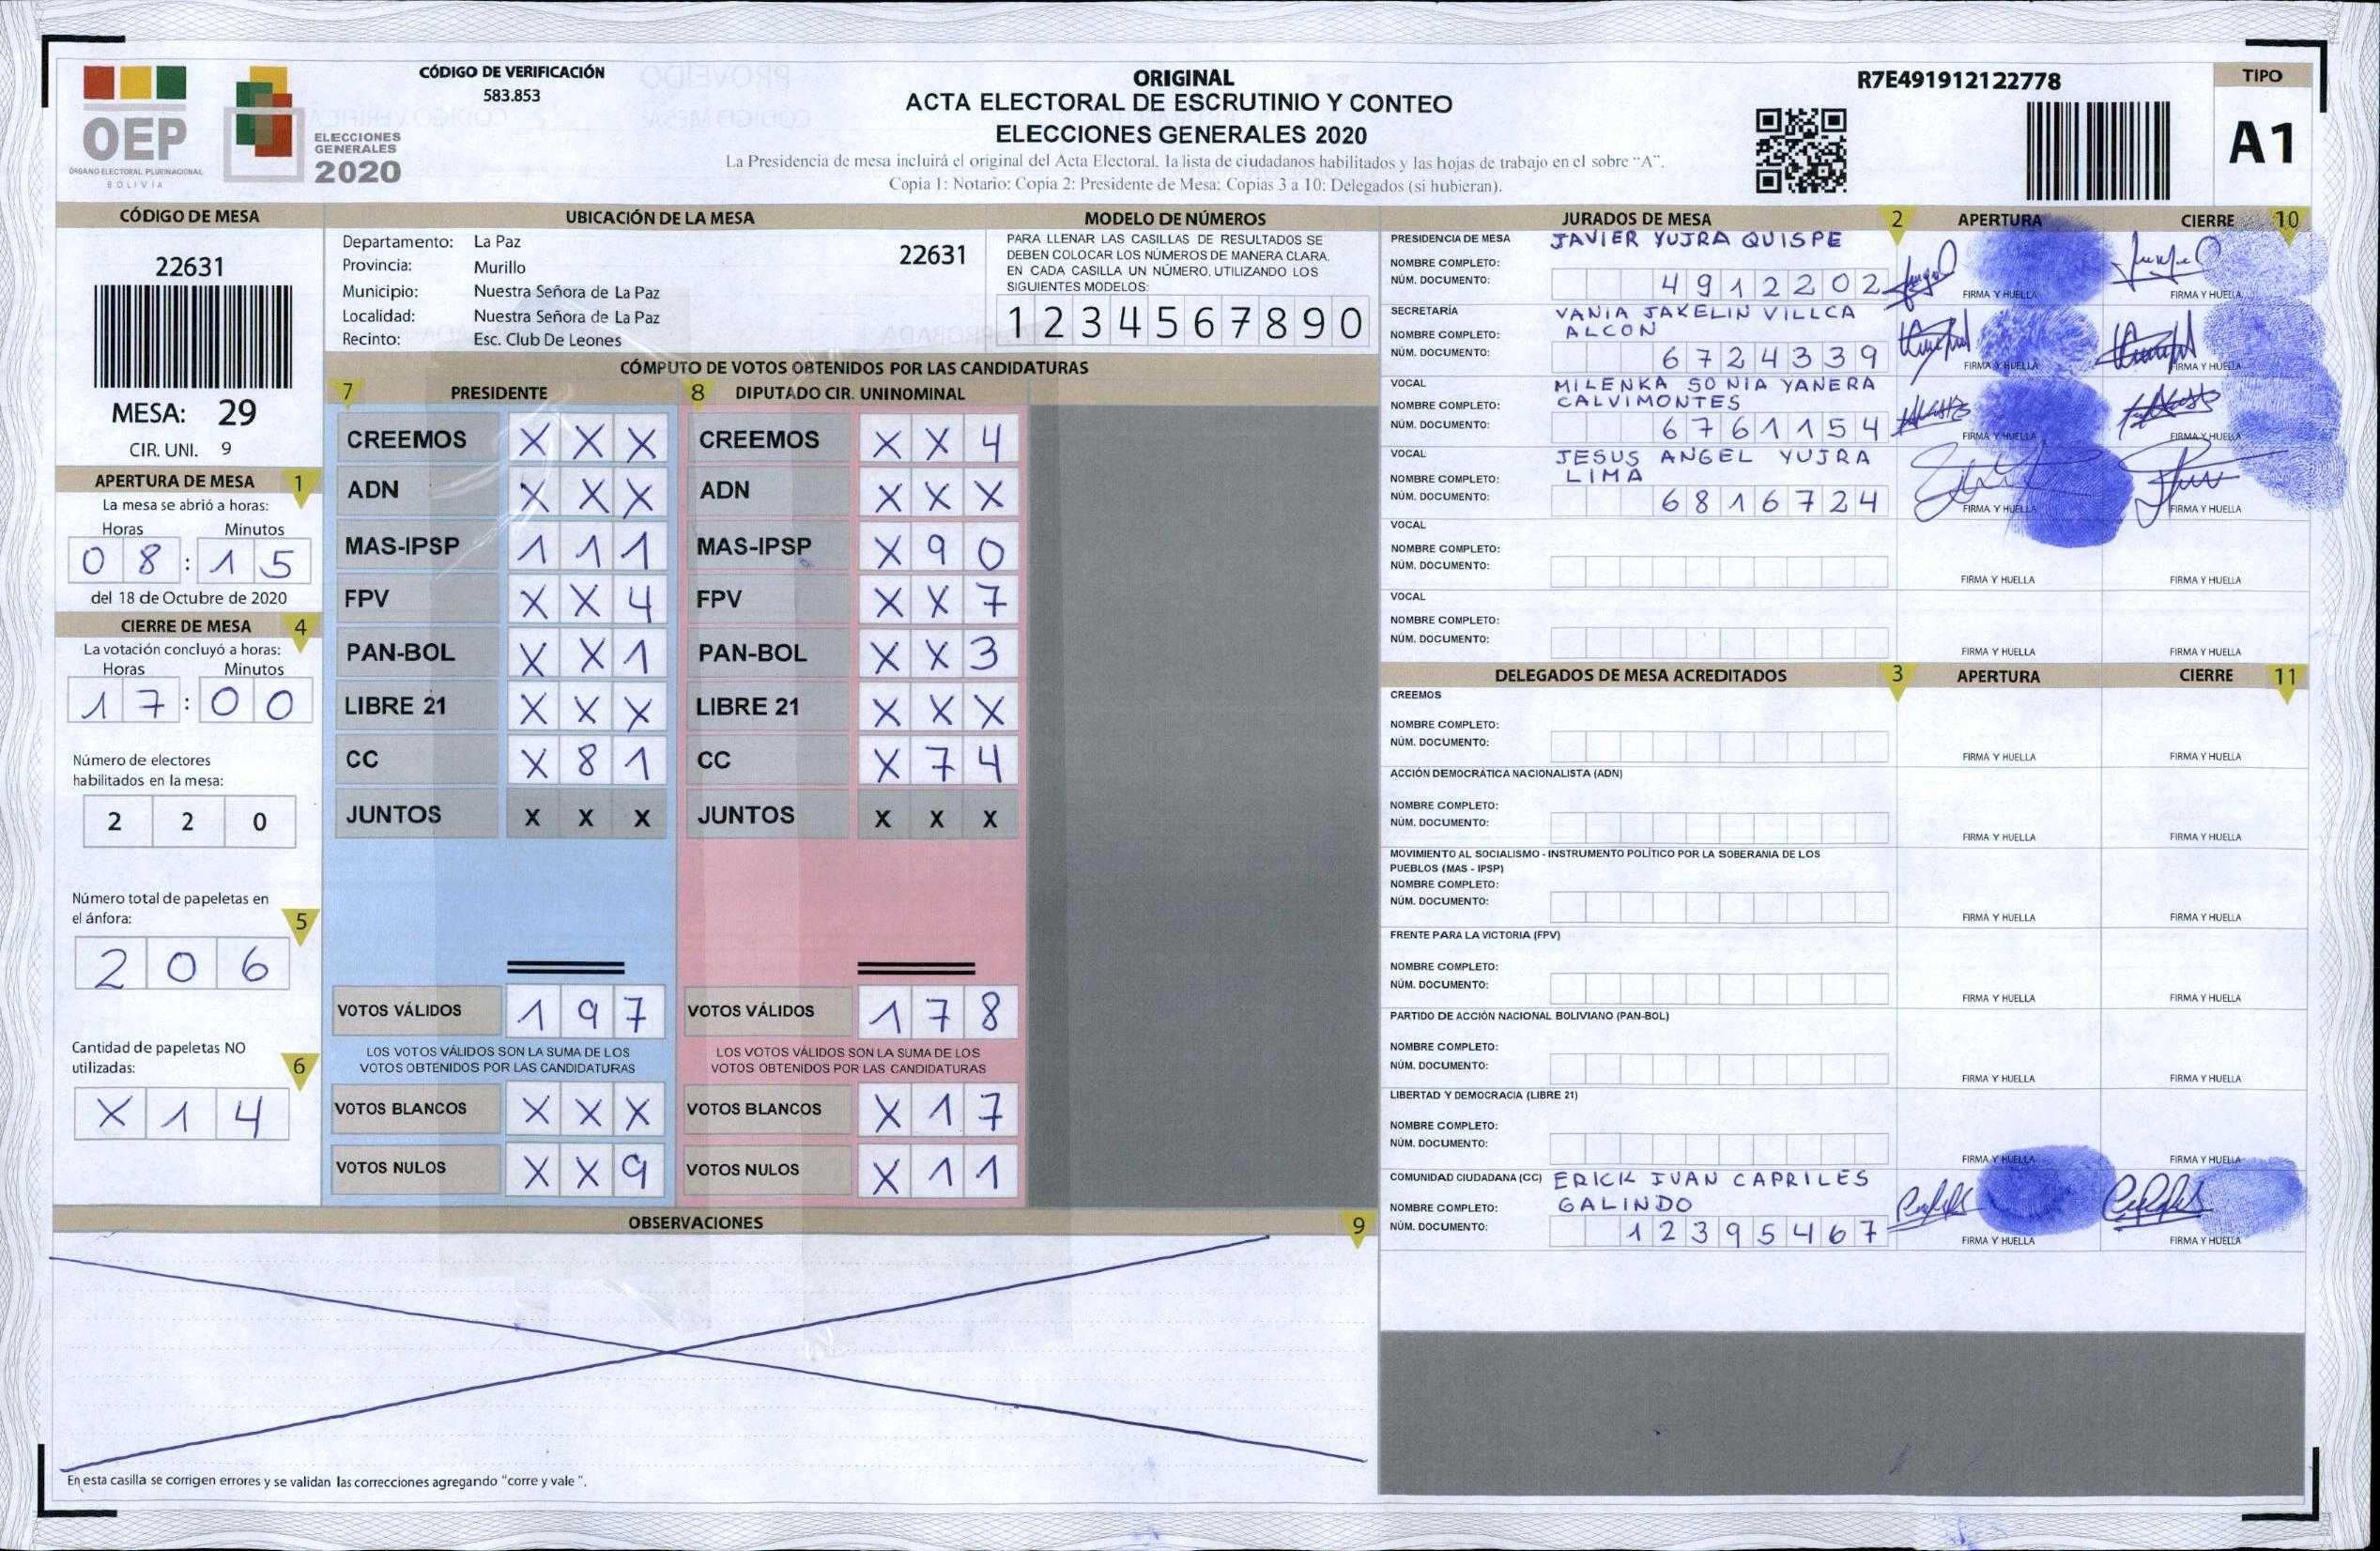 OEP
ÓRGANO ELECTORAL PLURINACIONAL
BOLIVIA
ELECCIONES
GENERALES
2020
CÓDIGO DE VERIFICACIÓN
583.853
ORIGINAL
ACTA ELECTORAL DE ESCRUTINIO Y CONTEO
ELECCIONES GENERALES 2020
La Presidencia de mesa incluirá el original del Acta Electoral, la lista de ciudadanos habilitados y las hojas de trabajo en el sobre "A".
Copia 1: Notario: Copia 2: Presidente de Mesa: Copias 3 a 10: Delegados (si hubieran).
R7E491912122778
TIPO
A1
CÓDIGO DE MESA
22631
MESA: 29
CIR. UNI. 9
APERTURA DE MESA 1
La mesa se abrió a horas:
Horas Minutos
08:15
del 18 de Octubre de 2020
CIERRE DE MESA 4
La votación concluyó a horas:
Horas Minutos
17:00
Número de electores
habilitados en la mesa:
2 2 0
Número total de papeletas en
el ánfora: 5
2 0 6
Cantidad de papeletas NO
utilizadas: 6
X 1 4
UBICACIÓN DE LA MESA
Departamento: La Paz 22631
Provincia: Murillo
Municipio: Nuestra Señora de La Paz
Localidad: Nuestra Señora de La Paz
Recinto: Esc. Club De Leones
MODELO DE NÚMEROS
PARA LLENAR LAS CASILLAS DE RESULTADOS SE
DEBEN COLOCAR LOS NÚMEROS DE MANERA CLARA.
EN CADA CASILLA UN NÚMERO, UTILIZANDO LOS
SIGUIENTES MODELOS:
1 2 3 4 5 6 7 8 9 0
CÓMPUTO DE VOTOS OBTENIDOS POR LAS CANDIDATURAS
7 PRESIDENTE 8 DIPUTADO CIR. UNINOMINAL
CREEMOS X X X CREEMOS X X 4
ADN X X X ADN X X X
MAS-IPSP 1 1 1 MAS-IPSP X 9 0
FPV X X 4 FPV X X 7
PAN-BOL X X 1 PAN-BOL X X 3
LIBRE 21 X X X LIBRE 21 X X X
CC X 8 1 CC X 7 4
JUNTOS X X X JUNTOS X X X
VOTOS VÁLIDOS 1 9 7 VOTOS VÁLIDOS 1 7 8
LOS VOTOS VÁLIDOS SON LA SUMA DE LOS LOS VOTOS VÁLIDOS SON LA SUMA DE LOS
VOTOS OBTENIDOS POR LAS CANDIDATURAS VOTOS OBTENIDOS POR LAS CANDIDATURAS
VOTOS BLANCOS X X X VOTOS BLANCOS X 1 7
VOTOS NULOS X X 9 VOTOS NULOS X 1 1
OBSERVACIONES 9
En esta casilla se corrigen errores y se validan las correcciones agregando "corre y vale".
JURADOS DE MESA 2 APERTURA CIERRE 10
PRESIDENCIA DE MESA JAVIER YUJRA QUISPE
NOMBRE COMPLETO:
NÚM. DOCUMENTO: 4912202
FIRMA Y HUELLA FIRMA Y HUELLA
SECRETARÍA VANIA JAKELIN VILLCA
NOMBRE COMPLETO: ALCON
NÚM. DOCUMENTO: 6724339
FIRMA Y HUELLA FIRMA Y HUELLA
VOCAL MILENKA SONIA YANERA
NOMBRE COMPLETO: CALVIMONTES
NÚM. DOCUMENTO: 6761154
FIRMA Y HUELLA FIRMA Y HUELLA
VOCAL JESUS ANGEL YUJRA
NOMBRE COMPLETO: LIMA
NÚM. DOCUMENTO: 6816724
FIRMA Y HUELLA FIRMA Y HUELLA
VOCAL
NOMBRE COMPLETO:
NÚM. DOCUMENTO:
FIRMA Y HUELLA FIRMA Y HUELLA
VOCAL
NOMBRE COMPLETO:
NÚM. DOCUMENTO:
FIRMA Y HUELLA FIRMA Y HUELLA
DELEGADOS DE MESA ACREDITADOS 3 APERTURA CIERRE 11
CREEMOS
NOMBRE COMPLETO:
NÚM. DOCUMENTO:
FIRMA Y HUELLA FIRMA Y HUELLA
ACCIÓN DEMOCRÁTICA NACIONALISTA (ADN)
NOMBRE COMPLETO:
NÚM. DOCUMENTO:
FIRMA Y HUELLA FIRMA Y HUELLA
MOVIMIENTO AL SOCIALISMO - INSTRUMENTO POLÍTICO POR LA SOBERANIA DE LOS
PUEBLOS (MAS - IPSP)
NOMBRE COMPLETO:
NÚM. DOCUMENTO:
FIRMA Y HUELLA FIRMA Y HUELLA
FRENTE PARA LA VICTORIA (FPV)
NOMBRE COMPLETO:
NÚM. DOCUMENTO:
FIRMA Y HUELLA FIRMA Y HUELLA
PARTIDO DE ACCIÓN NACIONAL BOLIVIANO (PAN-BOL)
NOMBRE COMPLETO:
NÚM. DOCUMENTO:
FIRMA Y HUELLA FIRMA Y HUELLA
LIBERTAD Y DEMOCRACIA (LIBRE 21)
NOMBRE COMPLETO:
NÚM. DOCUMENTO:
FIRMA Y HUELLA FIRMA Y HUELLA
COMUNIDAD CIUDADANA (CC) ERICK IVAN CAPRILES
NOMBRE COMPLETO: GALINDO
NÚM. DOCUMENTO: 12395467
FIRMA Y HUELLA FIRMA Y HUELLA